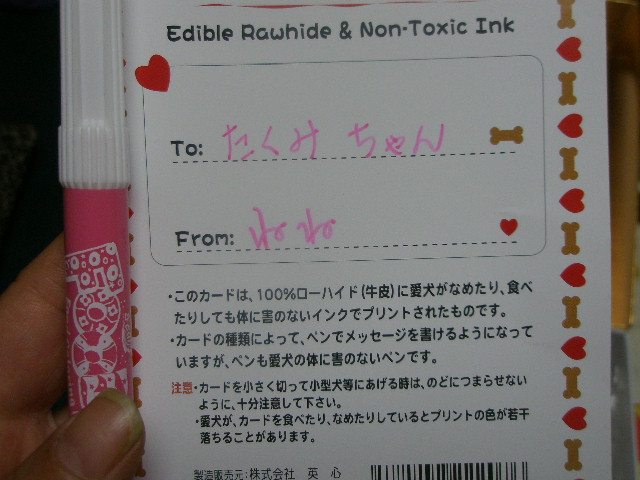 Edible Rawhide & Non-Toxic Ink
To: たくみ ちゃん
From: ねね
・このカードは、100%ローハイド(牛皮)に愛犬がなめたり、食べ
たりしても体に害のないインクでプリントされたものです。
・カードの種類によって、ペンでメッセージを書けるようになって
いますが、ペンも愛犬の体に害のないペンです。
注意・カードを小さく切って小型犬等にあげる時は、のどにつまらせない
ように、十分注意して下さい。
・愛犬が、カードを食べたり、なめたりしているとプリントの色が若干
落ちることがあります。
製造販売元:株式会社 英 心